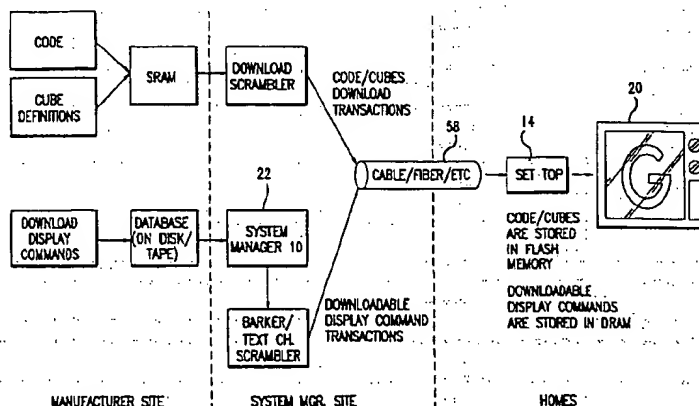 CODE
CUBE
DEFINITIONS
SRAM
DOWNLOAD
SCRAMBLER
CODE/CUBES
DOWNLOAD
TRANSACTIONS
58
CABLE/FIBER/ETC
14
SET TOP
20
G
CODE/CUBES
ARE STORED
IN FLASH
MEMORY
DOWNLOADABLE
DISPLAY COMMANDS
ARE STORED IN DRAM
DOWNLOAD
DISPLAY
COMMANDS
DATABASE
(ON DISK/
TAPE)
22
SYSTEM
MANAGER 10
BARKER/
TEXT CH.
SCRAMBLER
DOWNLOADABLE
DISPLAY COMMAND
TRANSACTIONS
MANUFACTURER SITE
SYSTEM MGR. SITE
HOMES